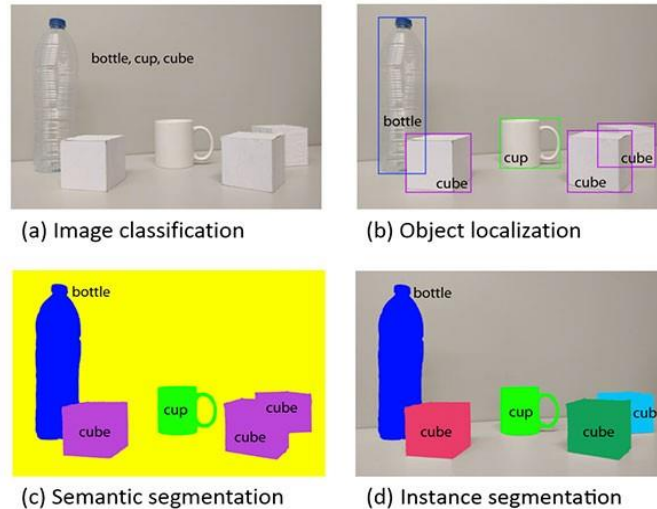 bottle, cup, cube
bottle
cup
cube
cube
cube
(a) Image classification
(b) Object localization
bottle
cup
cube
cube
cube
bottle
cup
cube
cube
cube
(c) Semantic segmentation
(d) Instance segmentation